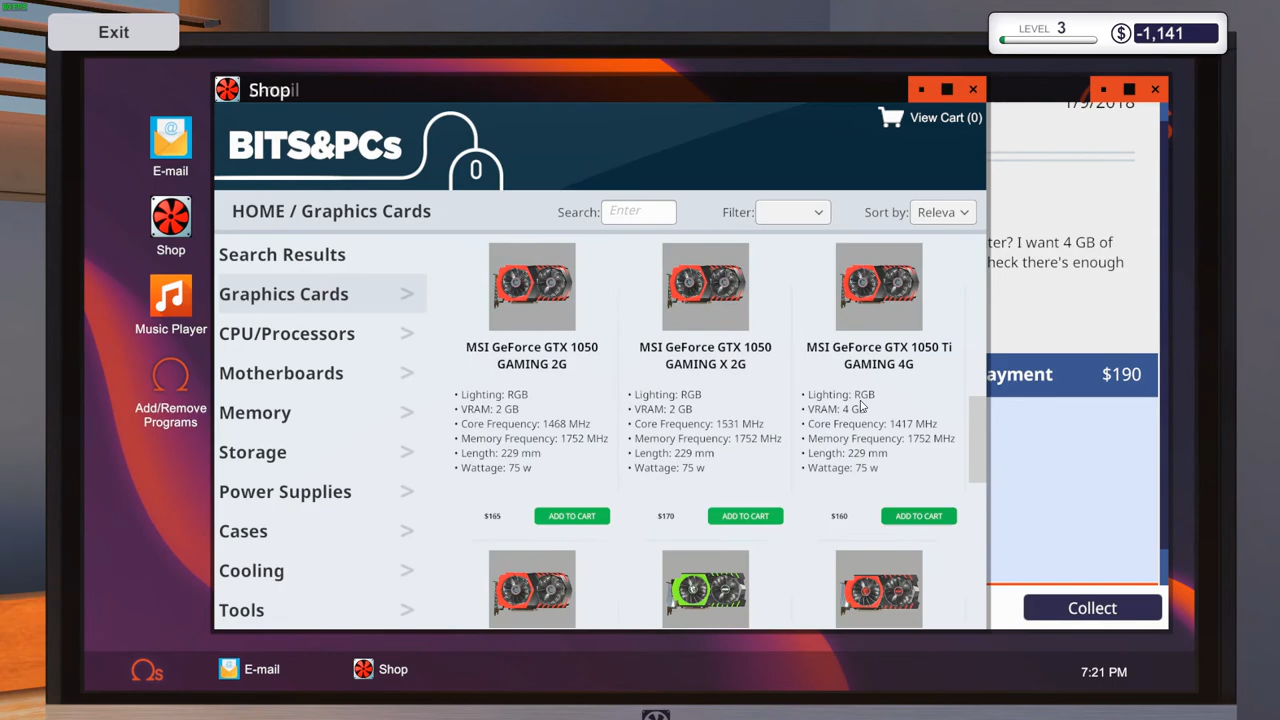 Exit
LEVEL 3
$ -1,141
Shop
BITS&PCs
View Cart (0)
1/9/2018
HOME / Graphics Cards
Search: Enter
Filter:
Sort by: Releva
E-mail
Shop
Music Player
Add/Remove
Programs
Search Results
Graphics Cards >
CPU/Processors >
Motherboards >
Memory >
Storage >
Power Supplies >
Cases >
Cooling >
Tools >
MSI GeForce GTX 1050
GAMING 2G
• Lighting: RGB
• VRAM: 2 GB
• Core Frequency: 1468 MHz
• Memory Frequency: 1752 MHz
• Length: 229 mm
• Wattage: 75 w
$165
ADD TO CART
MSI GeForce GTX 1050
GAMING X 2G
• Lighting: RGB
• VRAM: 2 GB
• Core Frequency: 1531 MHz
• Memory Frequency: 1752 MHz
• Length: 229 mm
• Wattage: 75 w
$170
ADD TO CART
MSI GeForce GTX 1050 Ti
GAMING 4G
• Lighting: RGB
• VRAM: 4 GB
• Core Frequency: 1417 MHz
• Memory Frequency: 1752 MHz
• Length: 229 mm
• Wattage: 75 w
$160
ADD TO CART
ter? I want 4 GB of
heck there's enough
ayment $190
Collect
Ωs
E-mail
Shop
7:21 PM